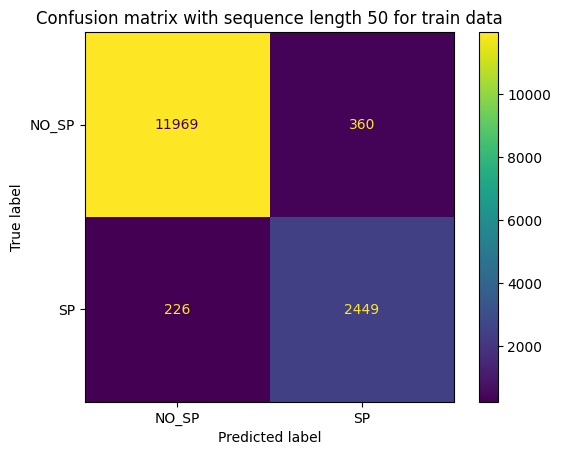 Confusion matrix with sequence length 50 for train data
NO_SP
11969
360
SP
226
2449
NO_SP
SP
Predicted label
True label
10000
8000
6000
4000
2000